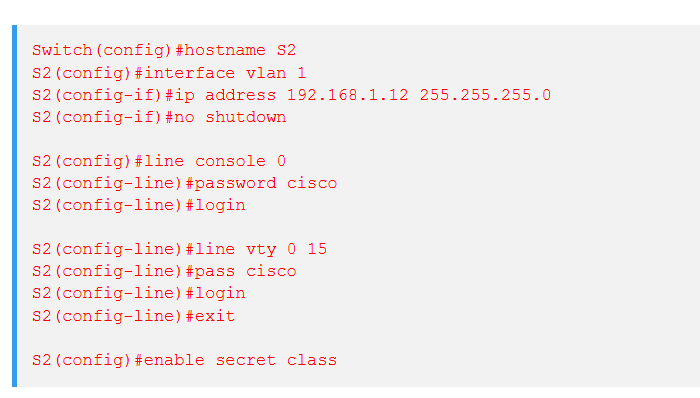 Switch(config)#hostname S2
S2(config)#interface vlan 1
S2(config-if)#ip address 192.168.1.12 255.255.255.0
S2(config-if)#no shutdown
S2(config)#line console 0
S2(config-line)#password cisco
S2(config-line)#login
S2(config-line)#line vty 0 15
S2(config-line)#pass cisco
S2(config-line)#login
S2(config-line)#exit
S2(config)#enable secret class